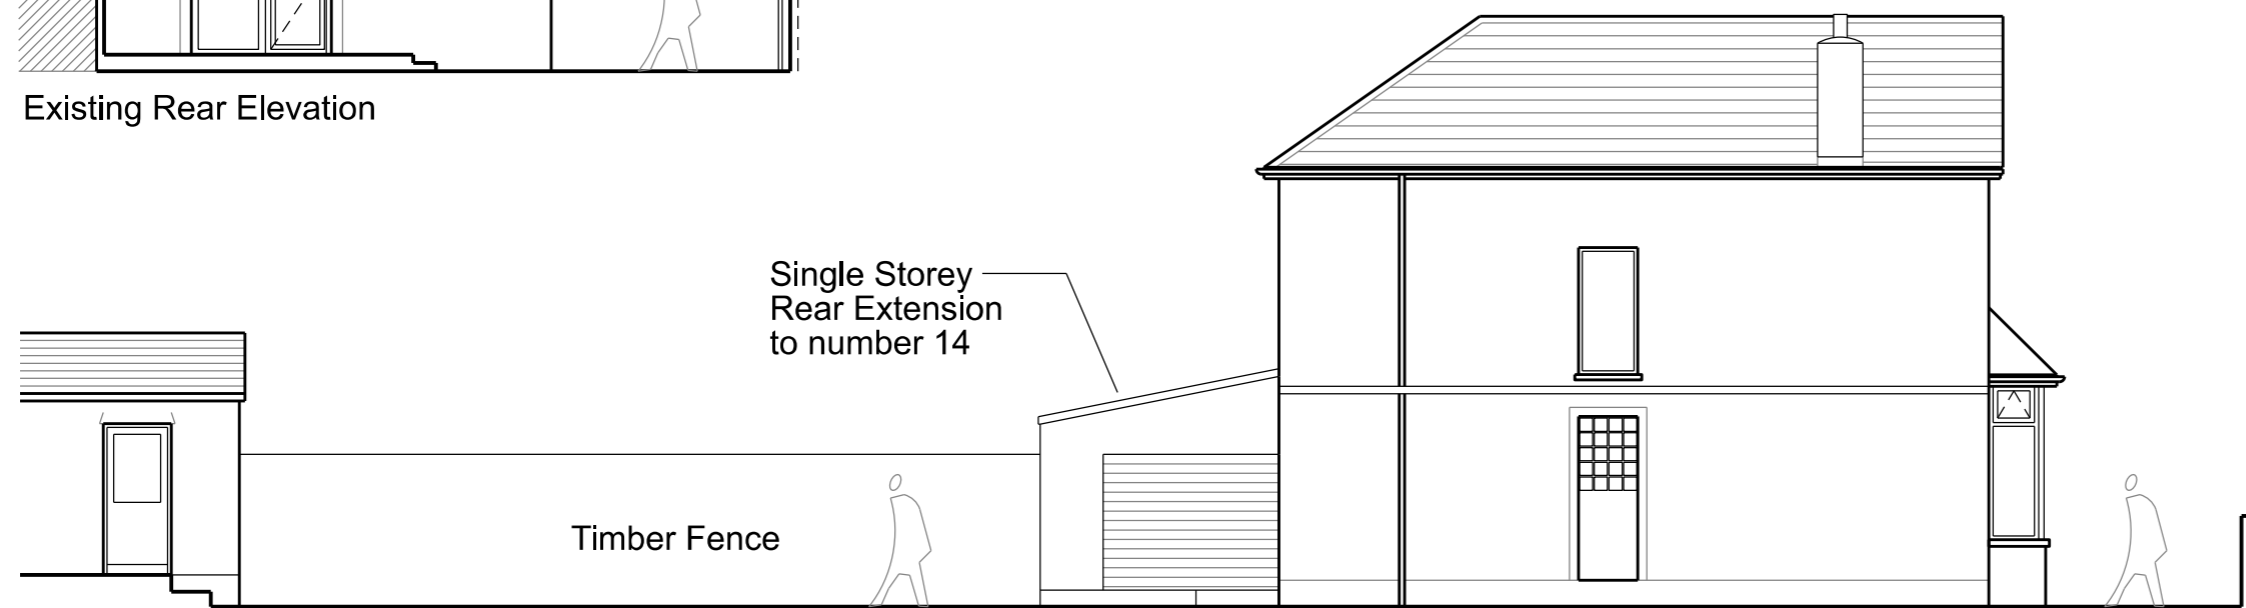 Existing Rear Elevation
Single Storey
Rear Extension
to number 14
Timber Fence